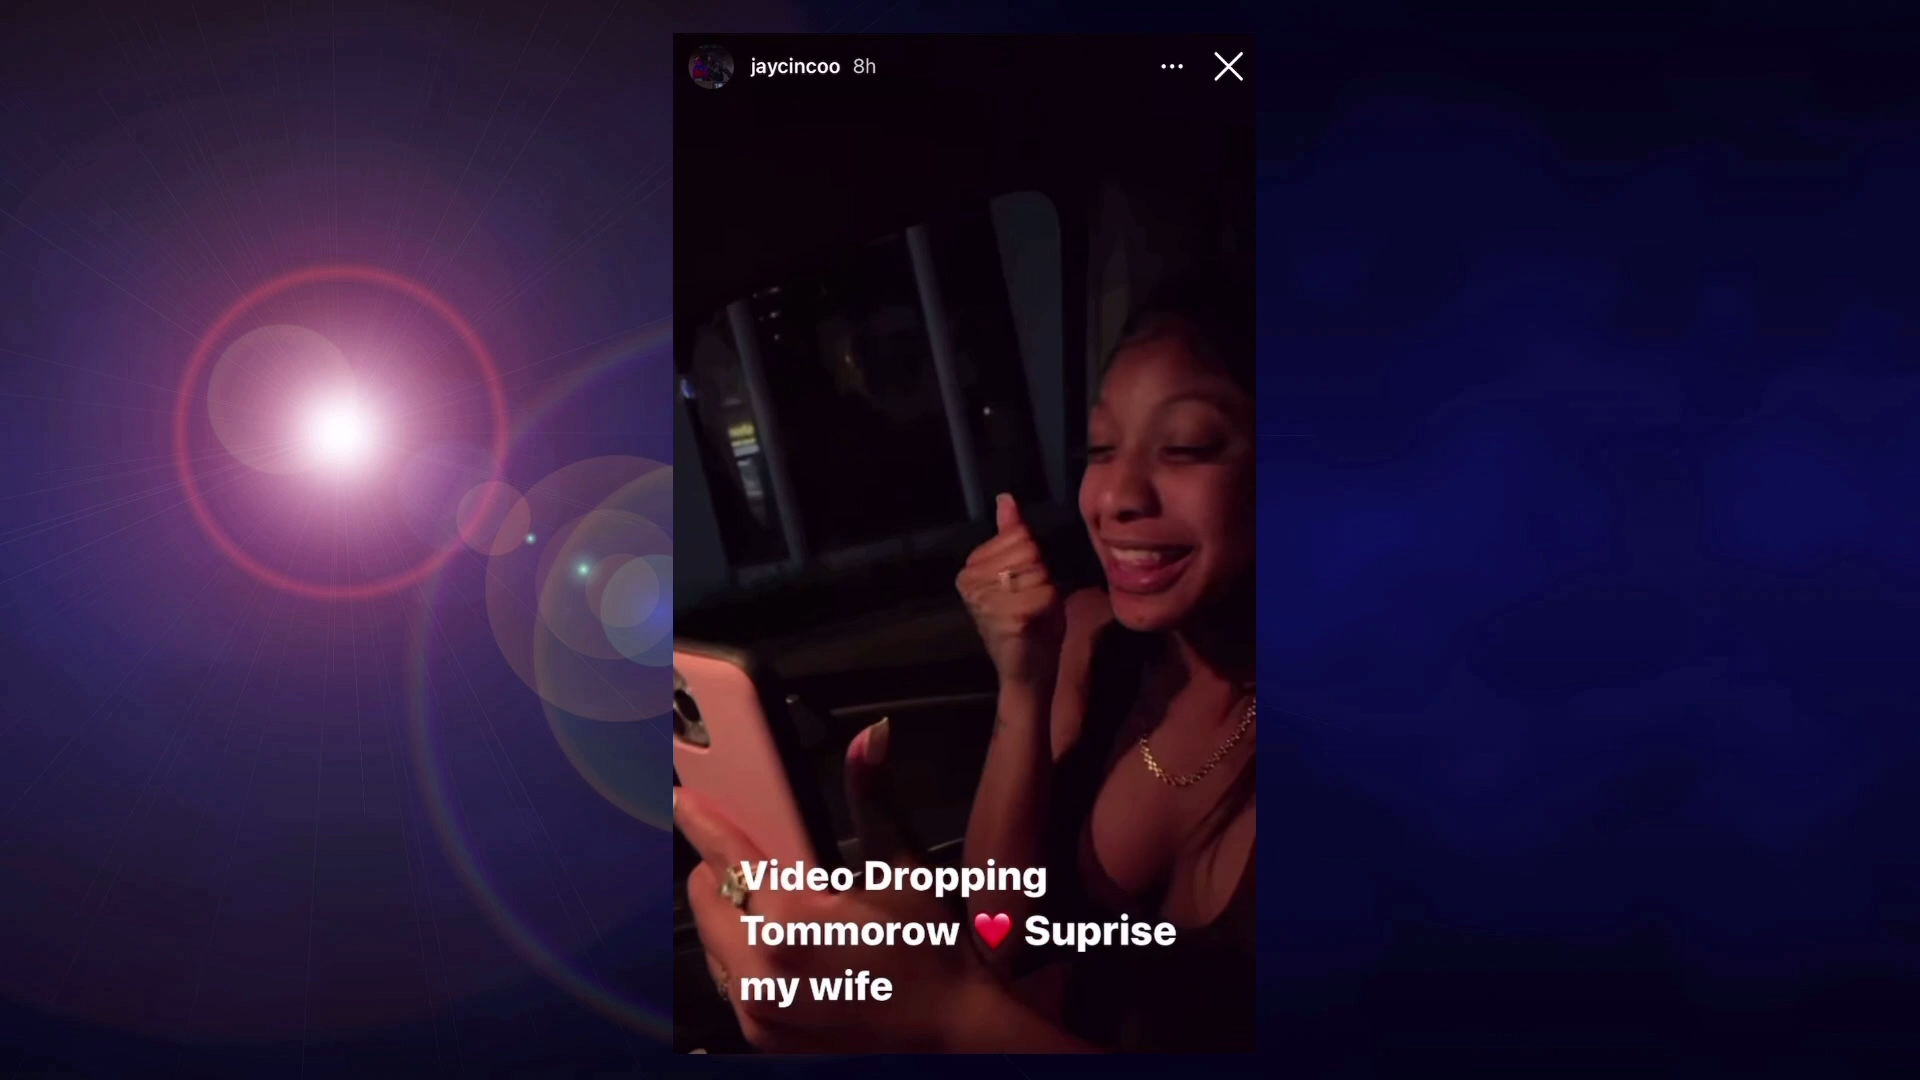 jaycincoo 8h
Video Dropping
Tommorow ❤️ Suprise
my wife